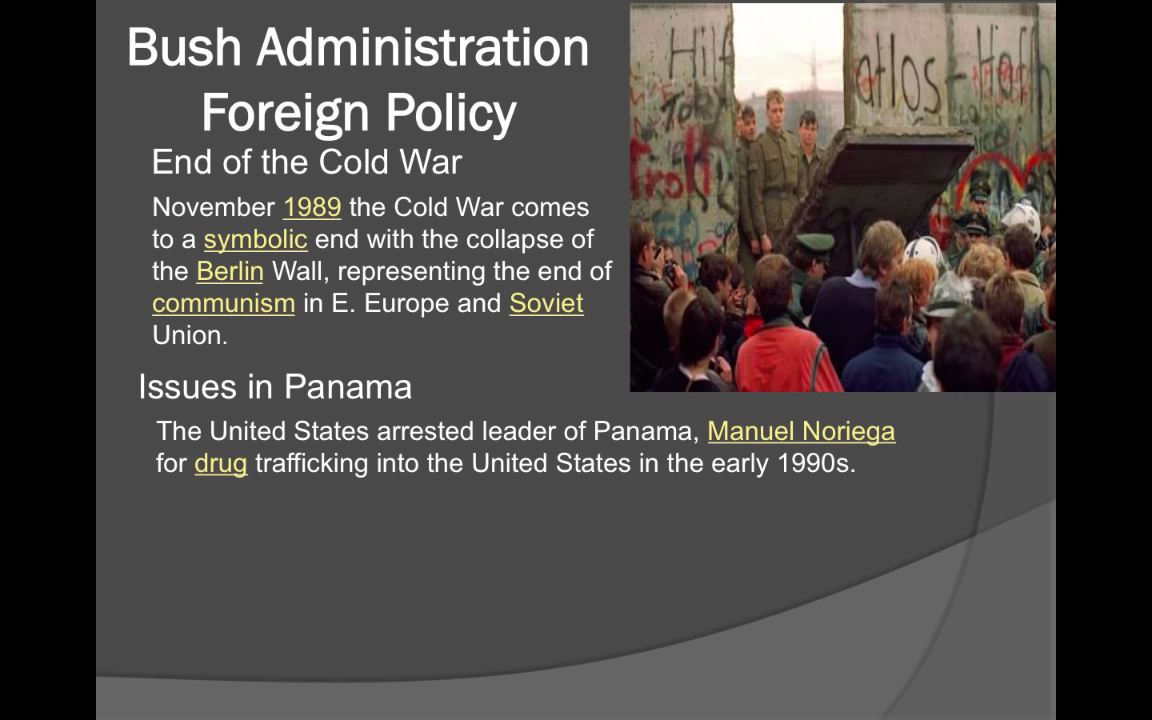 Bush Administration
Foreign Policy
End of the Cold War
November 1989 the Cold War comes
to a symbolic end with the collapse of
the Berlin Wall, representing the end of
communism in E. Europe and Soviet
Union.
Issues in Panama
The United States arrested leader of Panama, Manuel Noriega
for drug trafficking into the United States in the early 1990s.
Hilf
atlos